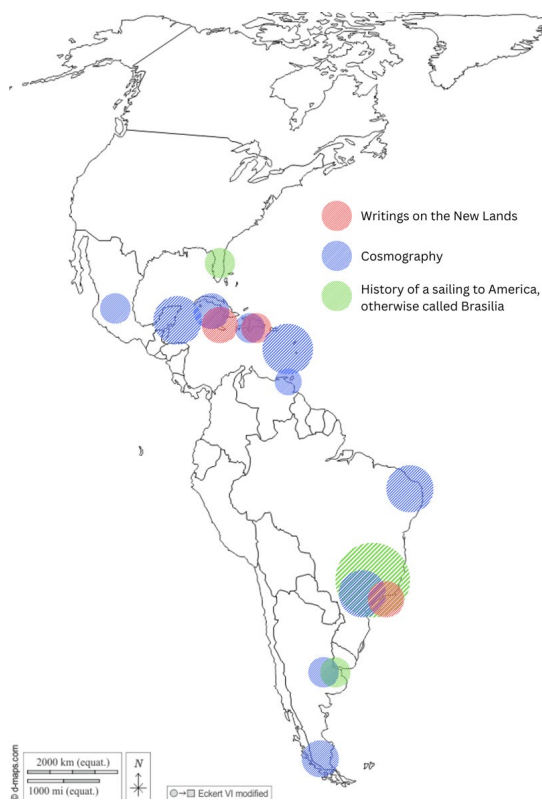 Writings on the New Lands
Cosmography
History of a sailing to America,
otherwise called Brasilia
© d-maps.com
2000 km (equat.)
1000 mi (equat.)
N
Eckert VI modified